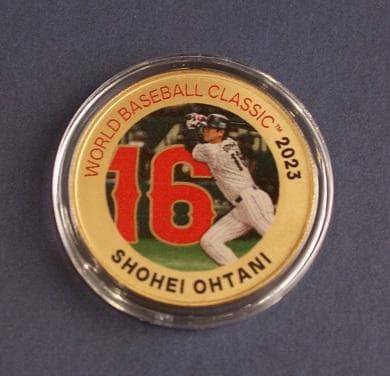 WORLD BASEBALL CLASSIC™ 2023
16
SHOHEI OHTANI